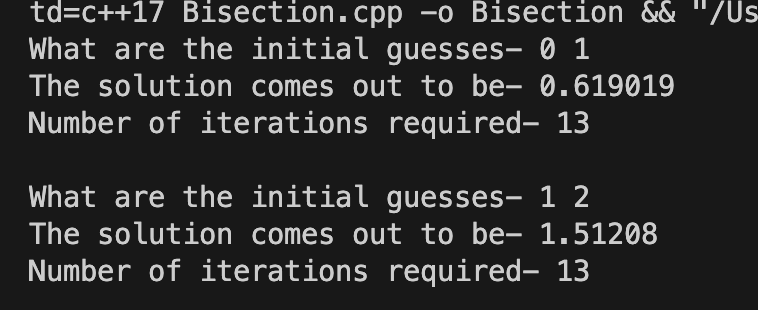 td=c++17 Bisection.cpp -o Bisection && "/Us
What are the initial guesses- 0 1
The solution comes out to be- 0.619019
Number of iterations required- 13
What are the initial guesses- 1 2
The solution comes out to be- 1.51208
Number of iterations required- 13